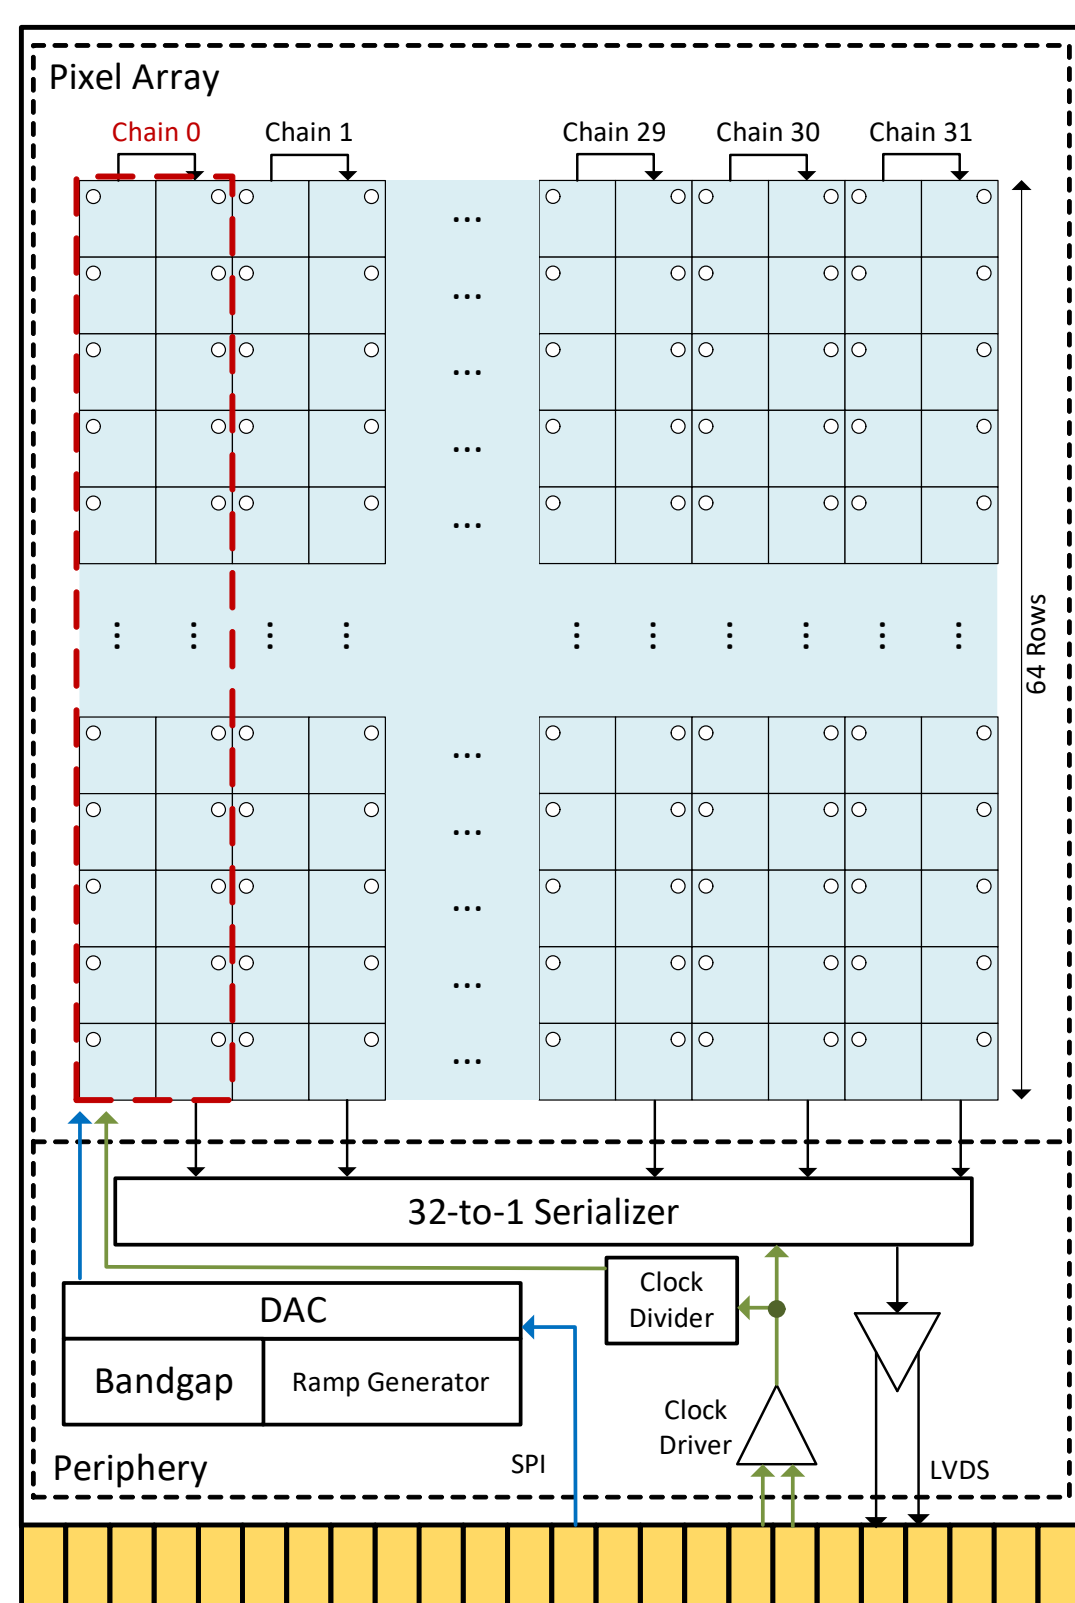 Pixel Array
Chain 0
Chain 1
Chain 29
Chain 30
Chain 31
...
...
...
...
...
64 Rows
...
...
...
...
...
32-to-1 Serializer
Clock
Divider
DAC
Bandgap
Ramp Generator
Clock
Driver
SPI
LVDS
Periphery